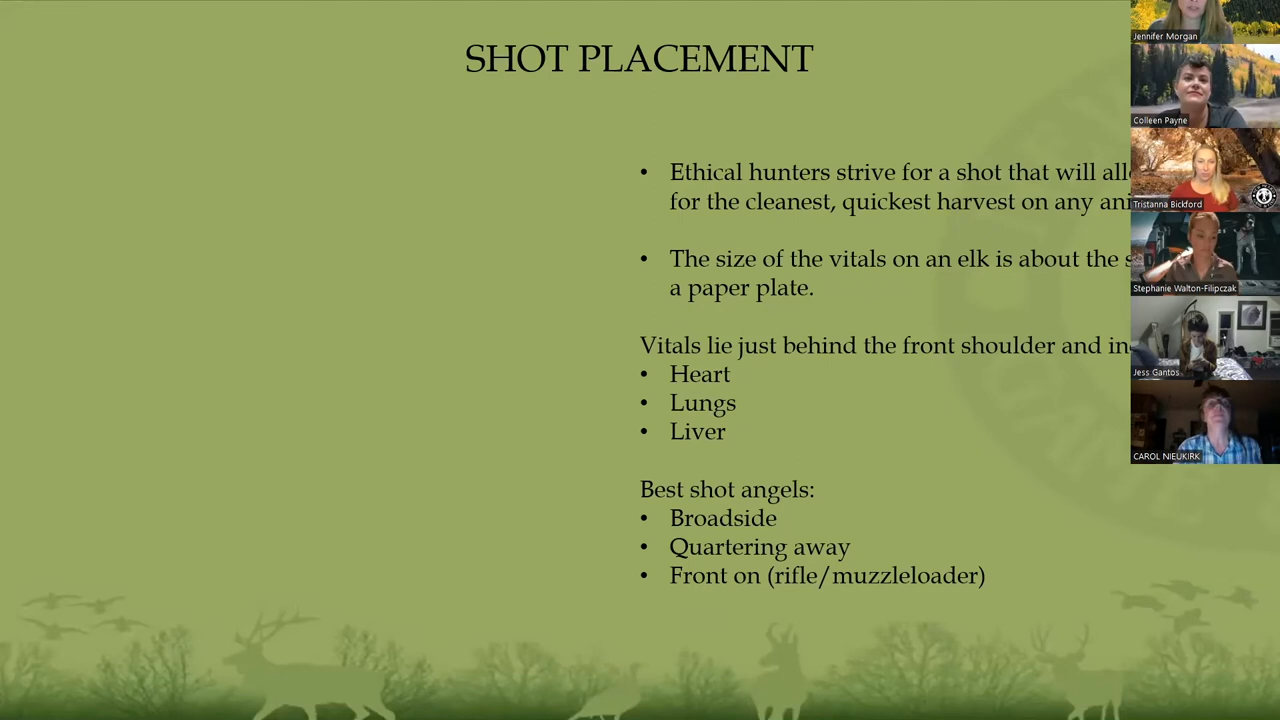 SHOT PLACEMENT
• Ethical hunters strive for a shot that will
for the cleanest, quickest harvest on any
• The size of the vitals on an elk is about the
a paper plate.
Vitals lie just behind the front shoulder and
• Heart
• Lungs
• Liver
Best shot angels:
• Broadside
• Quartering away
• Front on (rifle/muzzleloader)
Jennifer Morgan
Colleen Payne
Tristanna Bickford
Stephanie Walton-Filipczak
Jess Gantos
CAROL NIEUKIRK